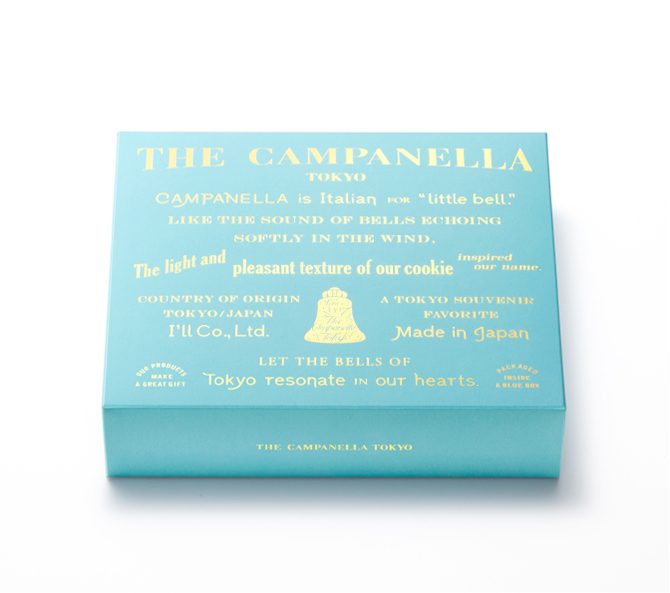 THE CAMPANELLA
TOKYO
CAMPANELLA is Italian FOR "little bell."
LIKE THE SOUND OF BELLS ECHOING
SOFTLY IN THE WIND,
The light and pleasant texture of our cookie inspired
our name.
COUNTRY OF ORIGIN
TOKYO/JAPAN
I'll Co., Ltd.
A TOKYO SOUVENIR
FAVORITE
Made in Japan
LET THE BELLS OF
Tokyo resonate IN our hearts.
OUR PRODUCTS
MAKE
A GREAT GIFT
PACKAGED
INSIDE
A BLUE BOX
THE CAMPANELLA TOKYO